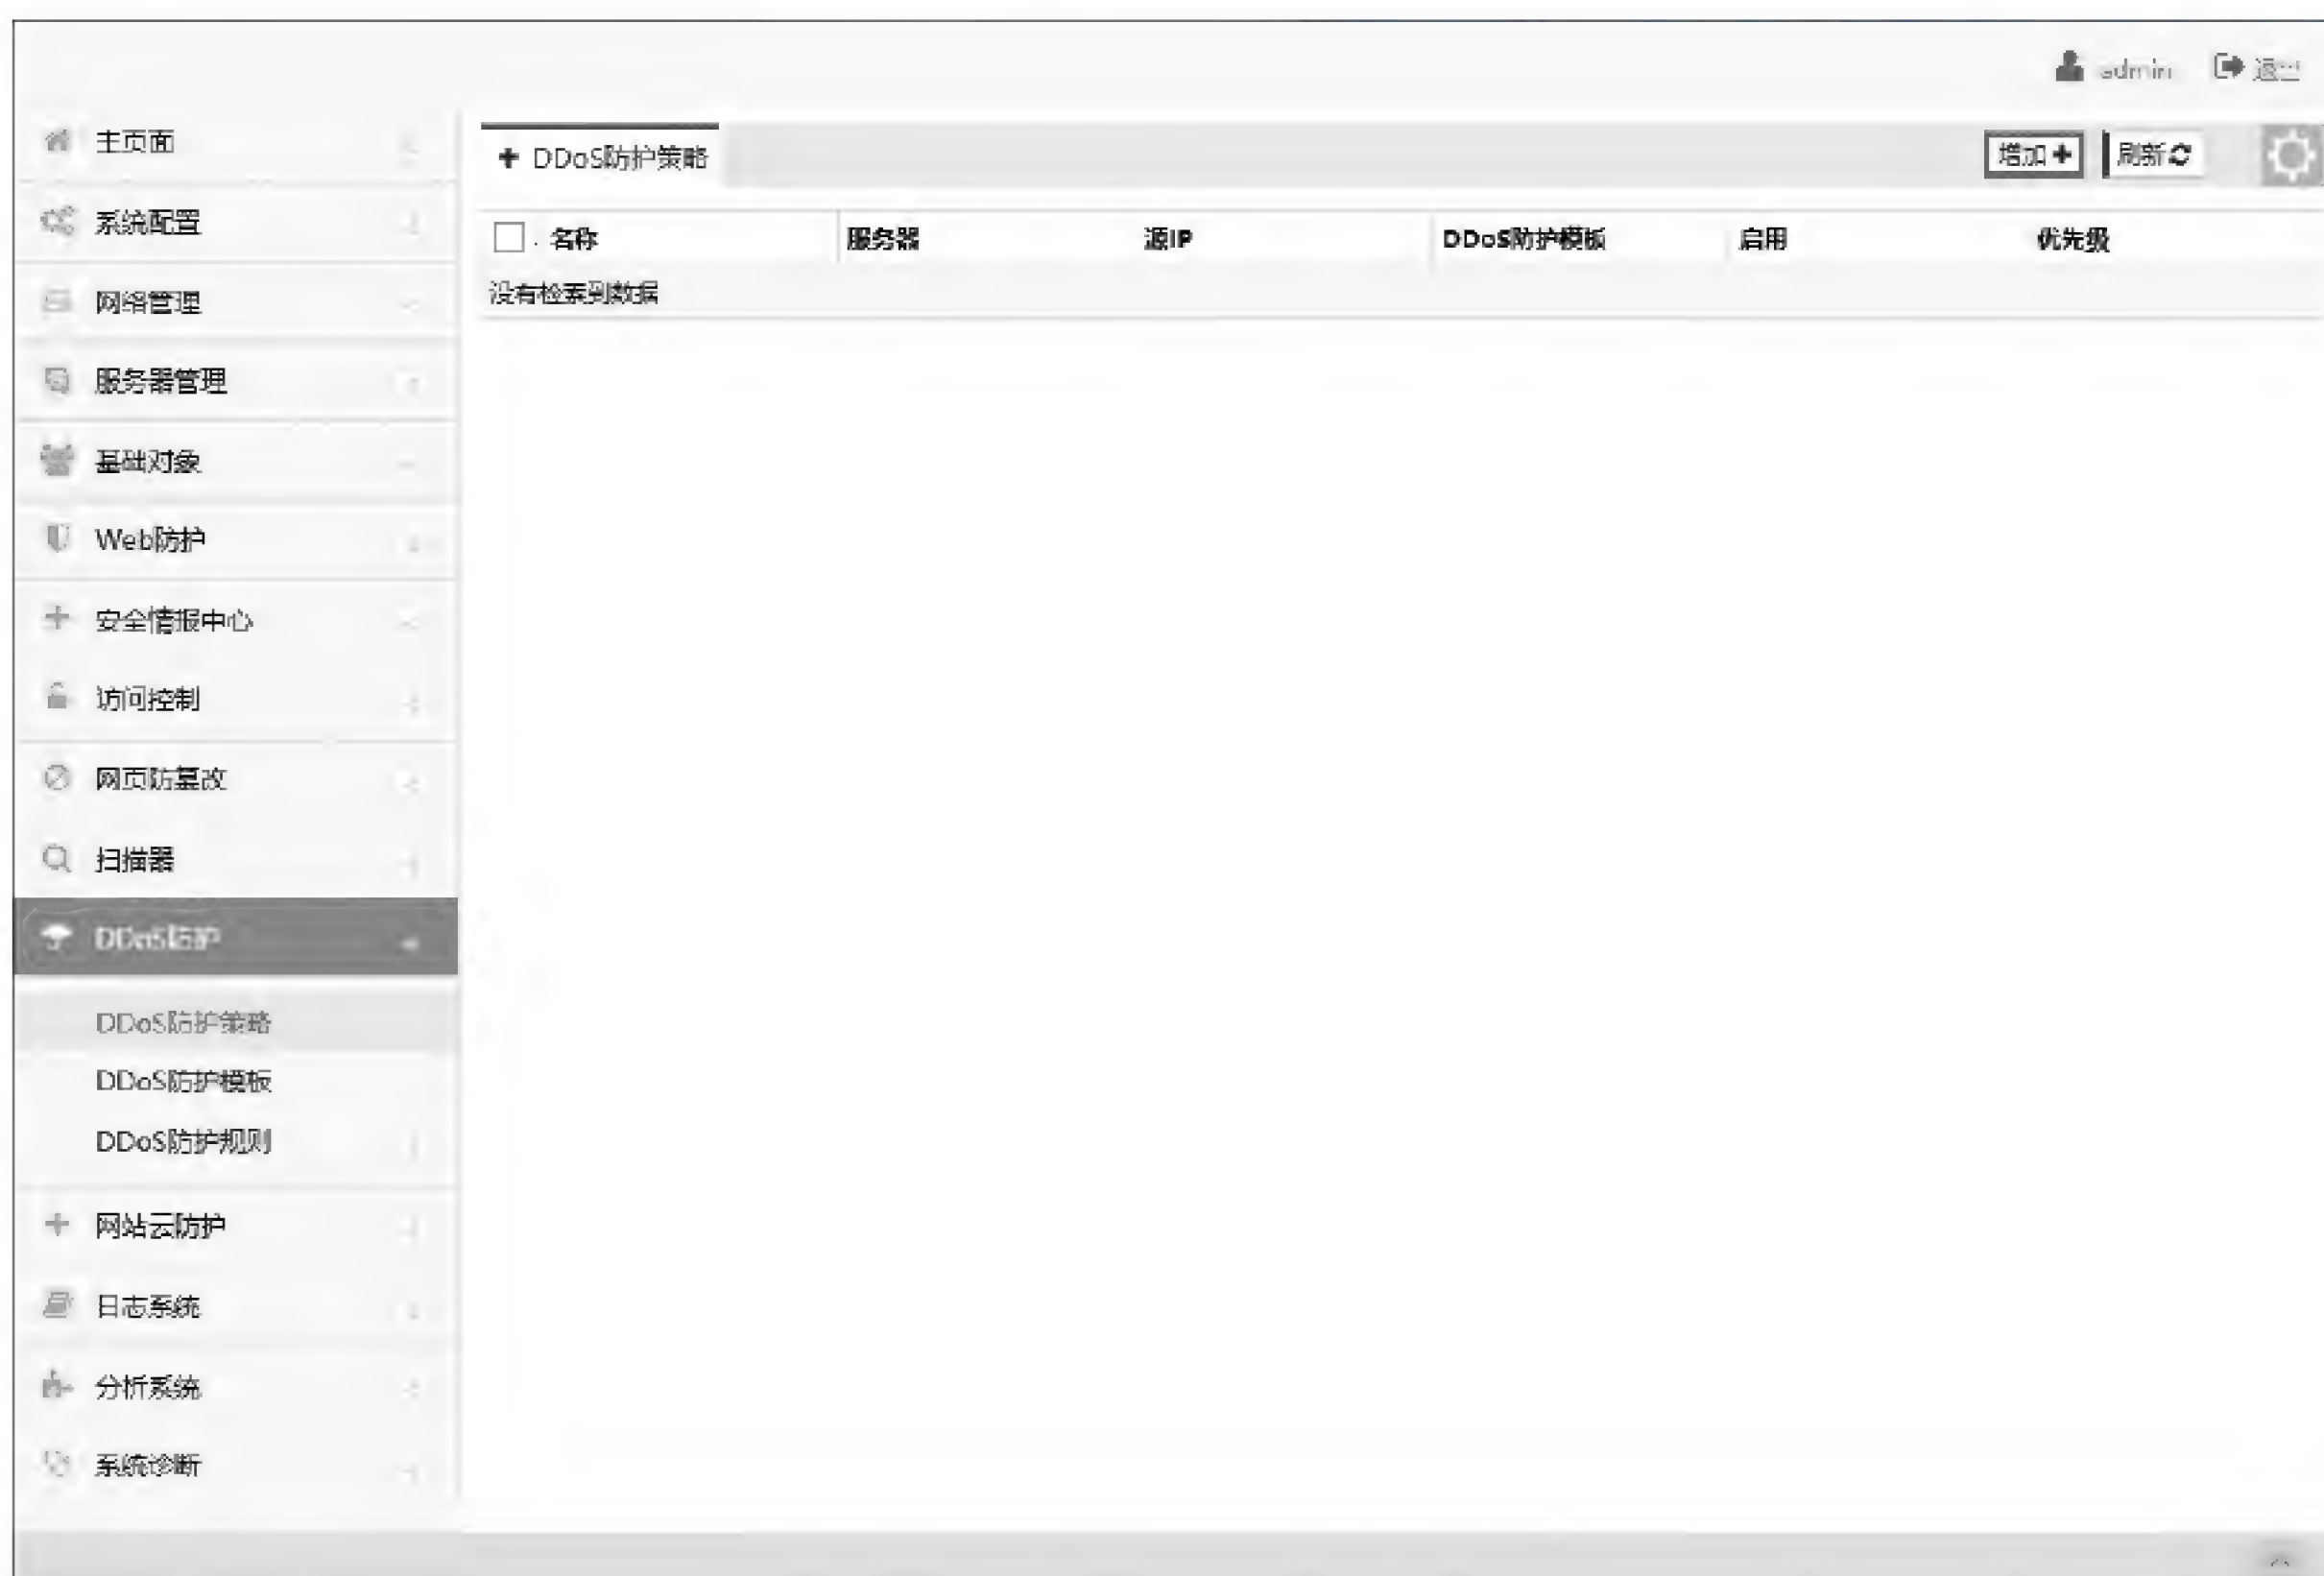 admin 退出
主页面
系统配置
网络管理
服务器管理
基础对象
Web防护
安全情报中心
访问控制
网页防篡改
扫描器
DDoS防护
DDoS防护策略
DDoS防护模板
DDoS防护规则
网站云防护
日志系统
分析系统
系统诊断
DDoS防护策略 增加 刷新
名称 服务器 源IP DDoS防护模板 启用 优先级
没有检索到数据